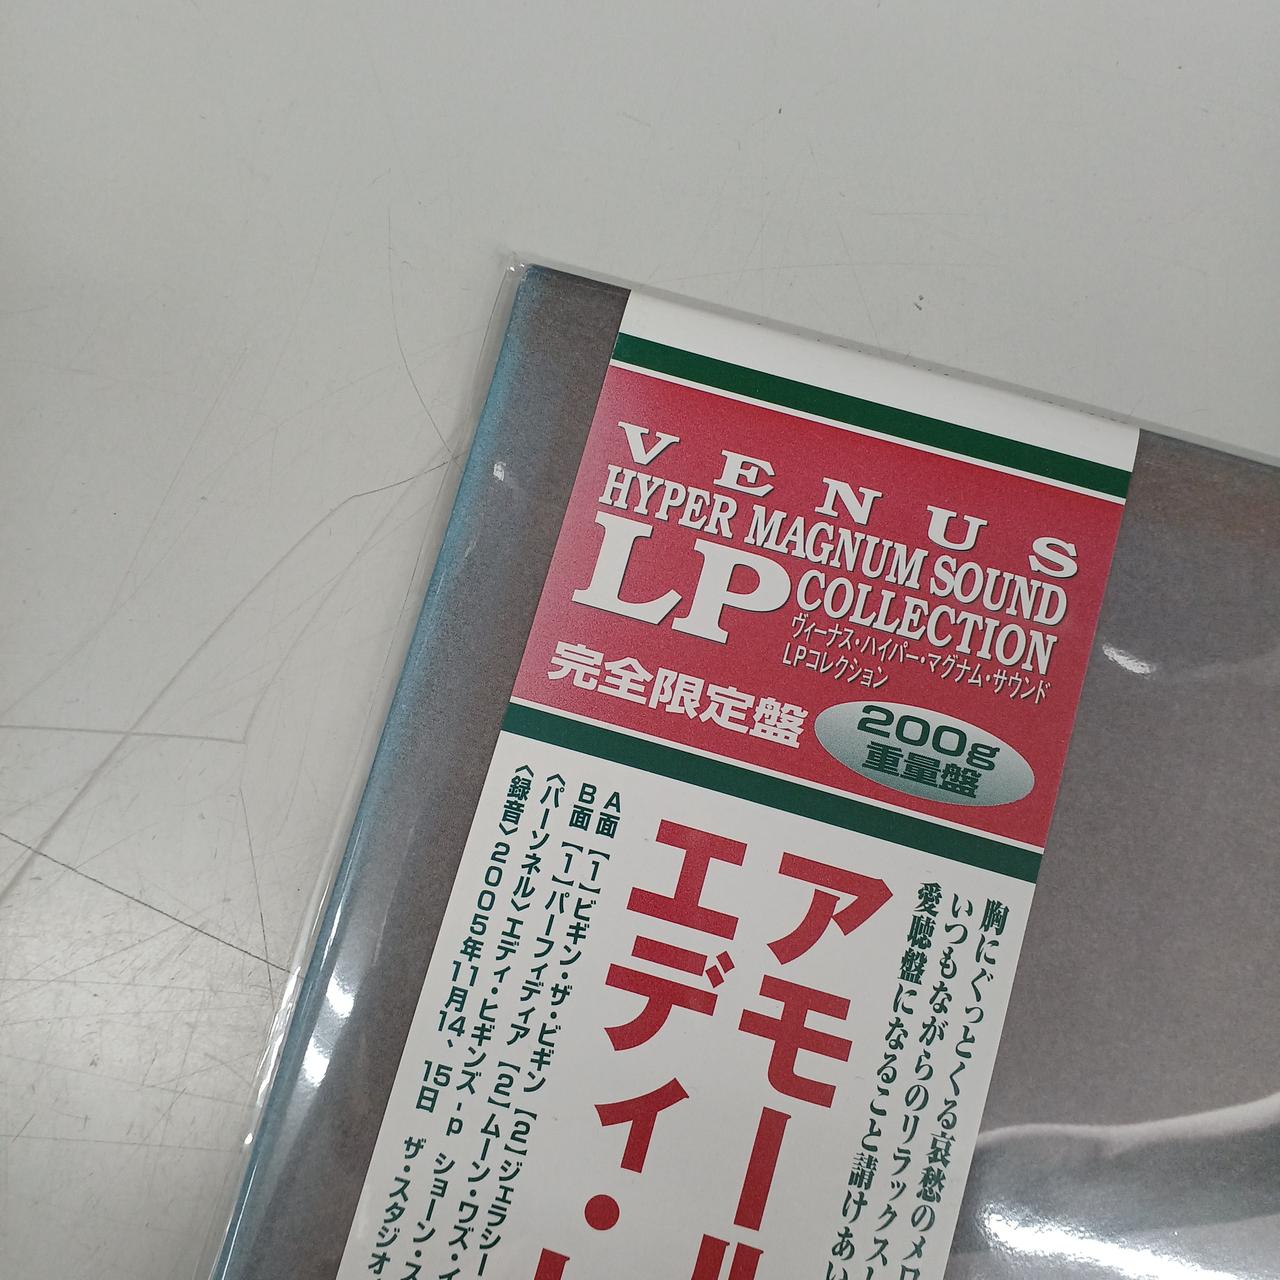 VENUS
HYPER MAGNUM SOUND
LP COLLECTION
ヴィーナス・ハイパー・マグナム・サウンド
LPコレクション
完全限定盤
200g
重量盤
胸にぐっとくる哀愁のメロ
いつもながらのリラックスし
愛聴盤になること請けあい
アモール
エディ・
A面 【1】ビギン・ザ・ビギン 【2】ジェラシー
B面 【1】パーフィディア 【2】ムーン・ワズ・イ
〈パーソネル〉エディ・ヒギンズ-p ショーン・ス
〈録音〉2005年11月14、15日 ザ・スタジオ